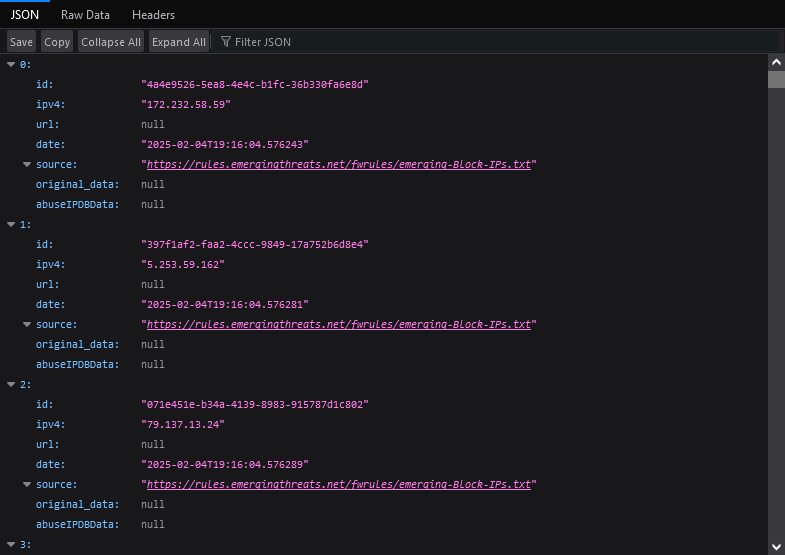 JSON Raw Data Headers
Save Copy Collapse All Expand All Filter JSON
0:
id: "4a4e9526-5ea8-4e4c-b1fc-36b330fa6e8d"
ipv4: "172.232.58.59"
url: null
date: "2025-02-04T19:16:04.576243"
source: "https://rules.emergingthreats.net/fwrules/emerging-Block-IPs.txt"
original_data: null
abuseIPDBData: null
1:
id: "397f1af2-faa2-4ccc-9849-17a752b6d8e4"
ipv4: "5.253.59.162"
url: null
date: "2025-02-04T19:16:04.576281"
source: "https://rules.emergingthreats.net/fwrules/emerging-Block-IPs.txt"
original_data: null
abuseIPDBData: null
2:
id: "071e451e-b34a-4139-8983-915787d1c802"
ipv4: "79.137.13.24"
url: null
date: "2025-02-04T19:16:04.576289"
source: "https://rules.emergingthreats.net/fwrules/emerging-Block-IPs.txt"
original_data: null
abuseIPDBData: null
3: